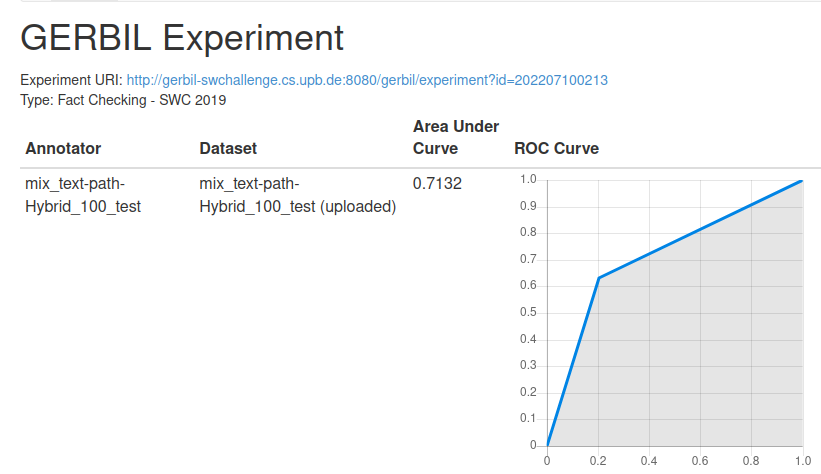 GERBIL Experiment
Experiment URI: http://gerbil-swchallenge.cs.upb.de:8080/gerbil/experiment?id=202207100213
Type: Fact Checking - SWC 2019
Annotator Dataset Area Under Curve ROC Curve
mix_text-path-Hybrid_100_test mix_text-path-Hybrid_100_test (uploaded) 0.7132
1.0
0.9
0.8
0.7
0.6
0.5
0.4
0.3
0.2
0.1
0
0 0.2 0.4 0.6 0.8 1.0